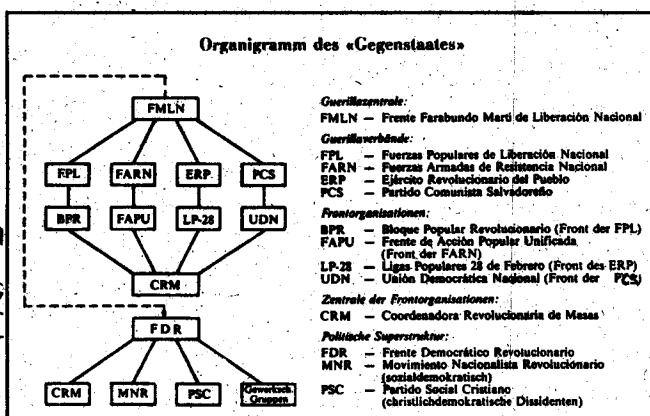 Organigramm des «Gegenstaates»
FMLN
FPL FARN ERP PCS
BPR FAPU LP-28 UDN
CRM
FDR
CRM MNR PSC Gewerksch. Gruppen
Guerillazentrale:
FMLN — Frente Farabundo Martí de Liberación Nacional
Guerillaverbände:
FPL — Fuerzas Populares de Liberación Nacional
FARN — Fuerzas Armadas de Resistencia Nacional
ERP — Ejército Revolucionario del Pueblo
PCS — Partido Comunista Salvadoreño
Frontorganisationen:
BPR — Bloque Popular Revolucionario (Front der FPL)
FAPU — Frente de Acción Popular Unificada
(Front der FARN)
LP-28 — Ligas Populares 28 de Febrero (Front des ERP)
UDN — Unión Democrática Nacional (Front der PCS)
Zentrale der Frontorganisationen:
CRM — Coordenadora Revolucionaria de Masas
Politische Superstruktur:
FDR — Frente Democrático Revolucionario
MNR — Movimiento Nacionalista Revolucionário
(sozialdemokratisch)
PSC — Partido Social Cristiano
(christlichdemokratische Dissidenten)